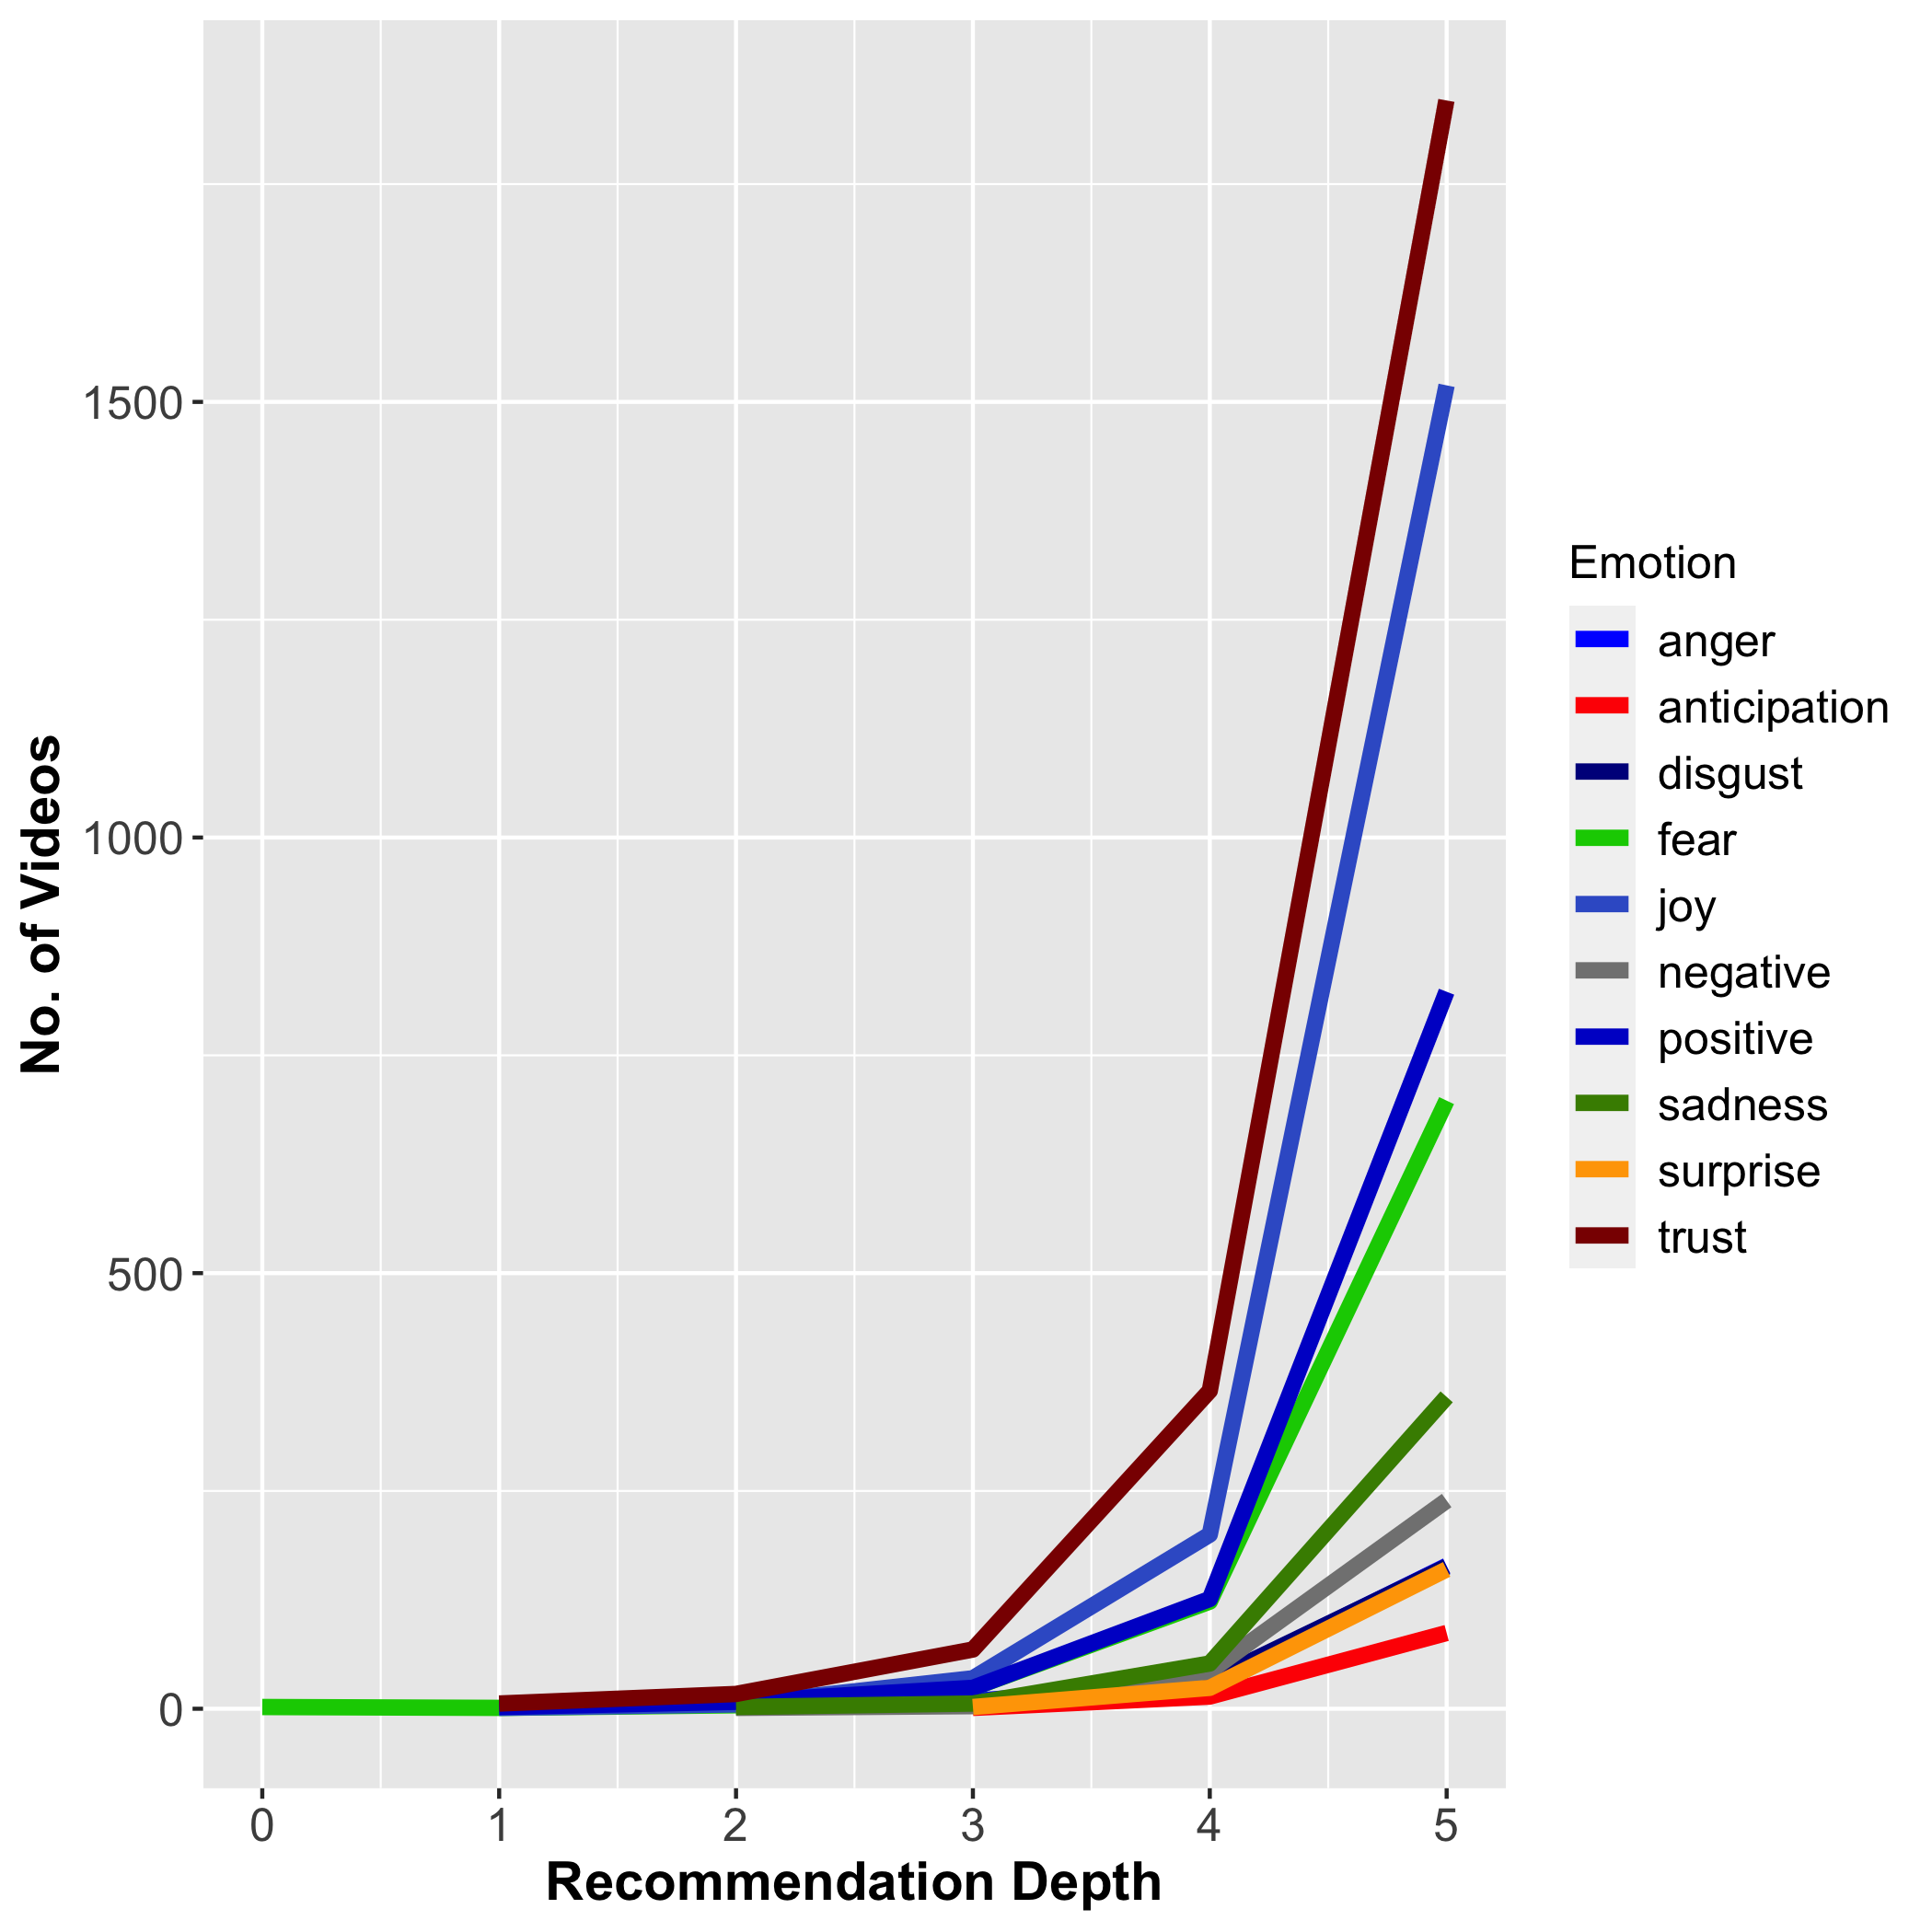 No. of Videos
1500
1000
500
0
0 1 2 3 4 5
Recommendation Depth
Emotion
anger
anticipation
disgust
fear
joy
negative
positive
sadness
surprise
trust